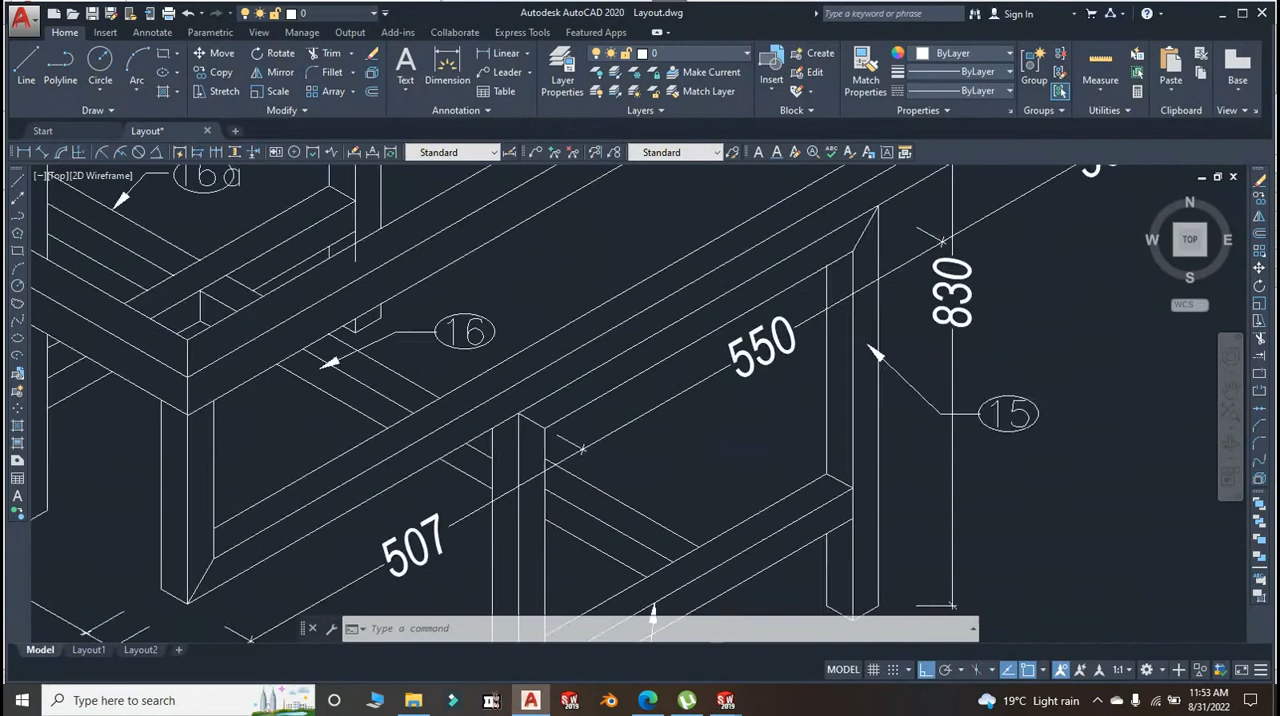 Autodesk AutoCAD 2020 Layout.dwg
0
Type a keyword or phrase
Sign In
Home Insert Annotate Parametric View Manage Output Add-ins Collaborate Express Tools Featured Apps
Line Polyline Circle Arc
Move Rotate Trim
Copy Mirror Fillet
Stretch Scale Array
Text Dimension
Linear
Leader
Table
Layer Properties
0
Make Current
Match Layer
Insert
Create
Edit
Match Properties
ByLayer
ByLayer
ByLayer
Group
Measure
Paste
Base
Draw Modify Annotation Layers Block Properties Groups Utilities Clipboard View
Start Layout*
Standard Standard
[−][Top][2D Wireframe]
16a
N
W TOP E
S
WCS
830
16
550
15
507
Type a command
Model Layout1 Layout2
MODEL 1:1
Type here to search
19°C Light rain
11:53 AM
8/31/2022